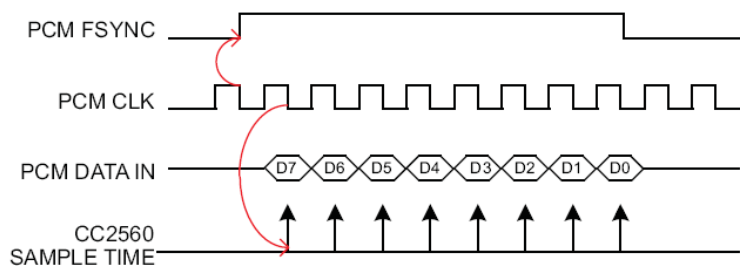 PCM FSYNC
PCM CLK
PCM DATA IN
D7 D6 D5 D4 D3 D2 D1 D0
CC2560
SAMPLE TIME